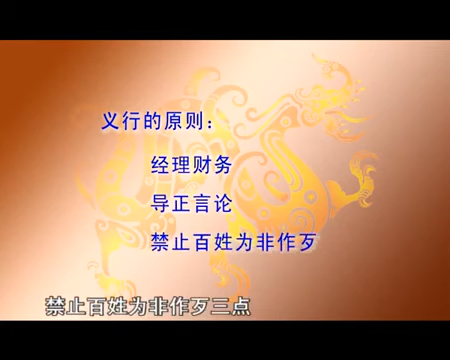 义行的原则：
经理财务
导正言论
禁止百姓为非作歹
禁止百姓为非作歹三点